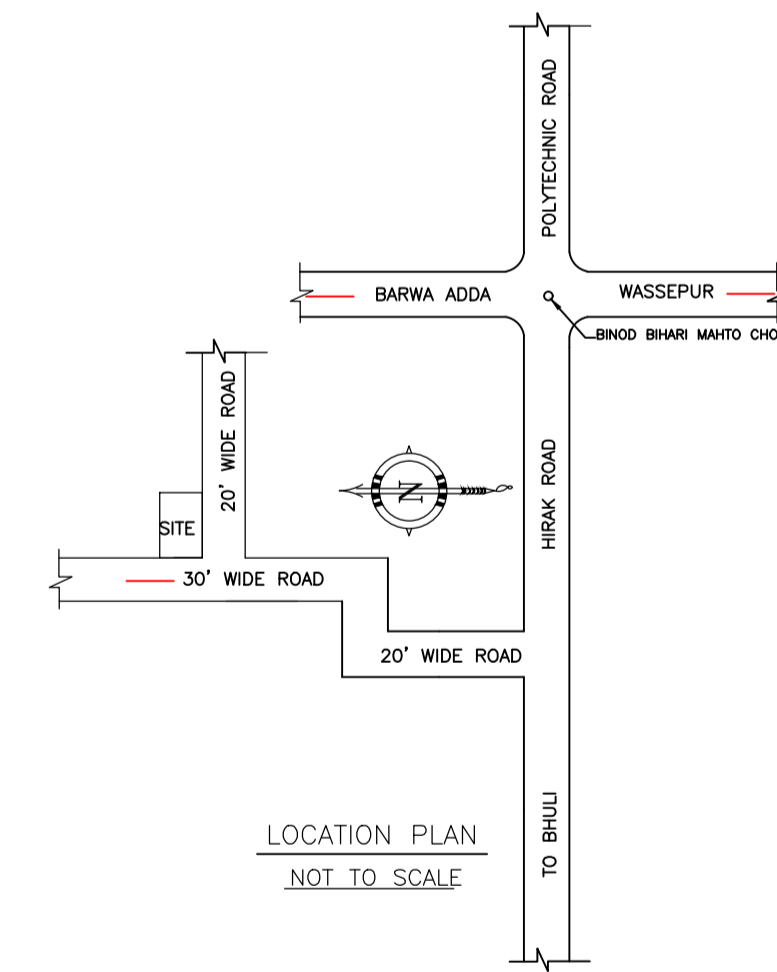 POLYTECHNIC ROAD
BARWA ADDA
WASSEPUR
BINOD BIHARI MAHTO CHO
20' WIDE ROAD
N
HIRAK ROAD
SITE
30' WIDE ROAD
20' WIDE ROAD
TO BHULI
LOCATION PLAN
NOT TO SCALE